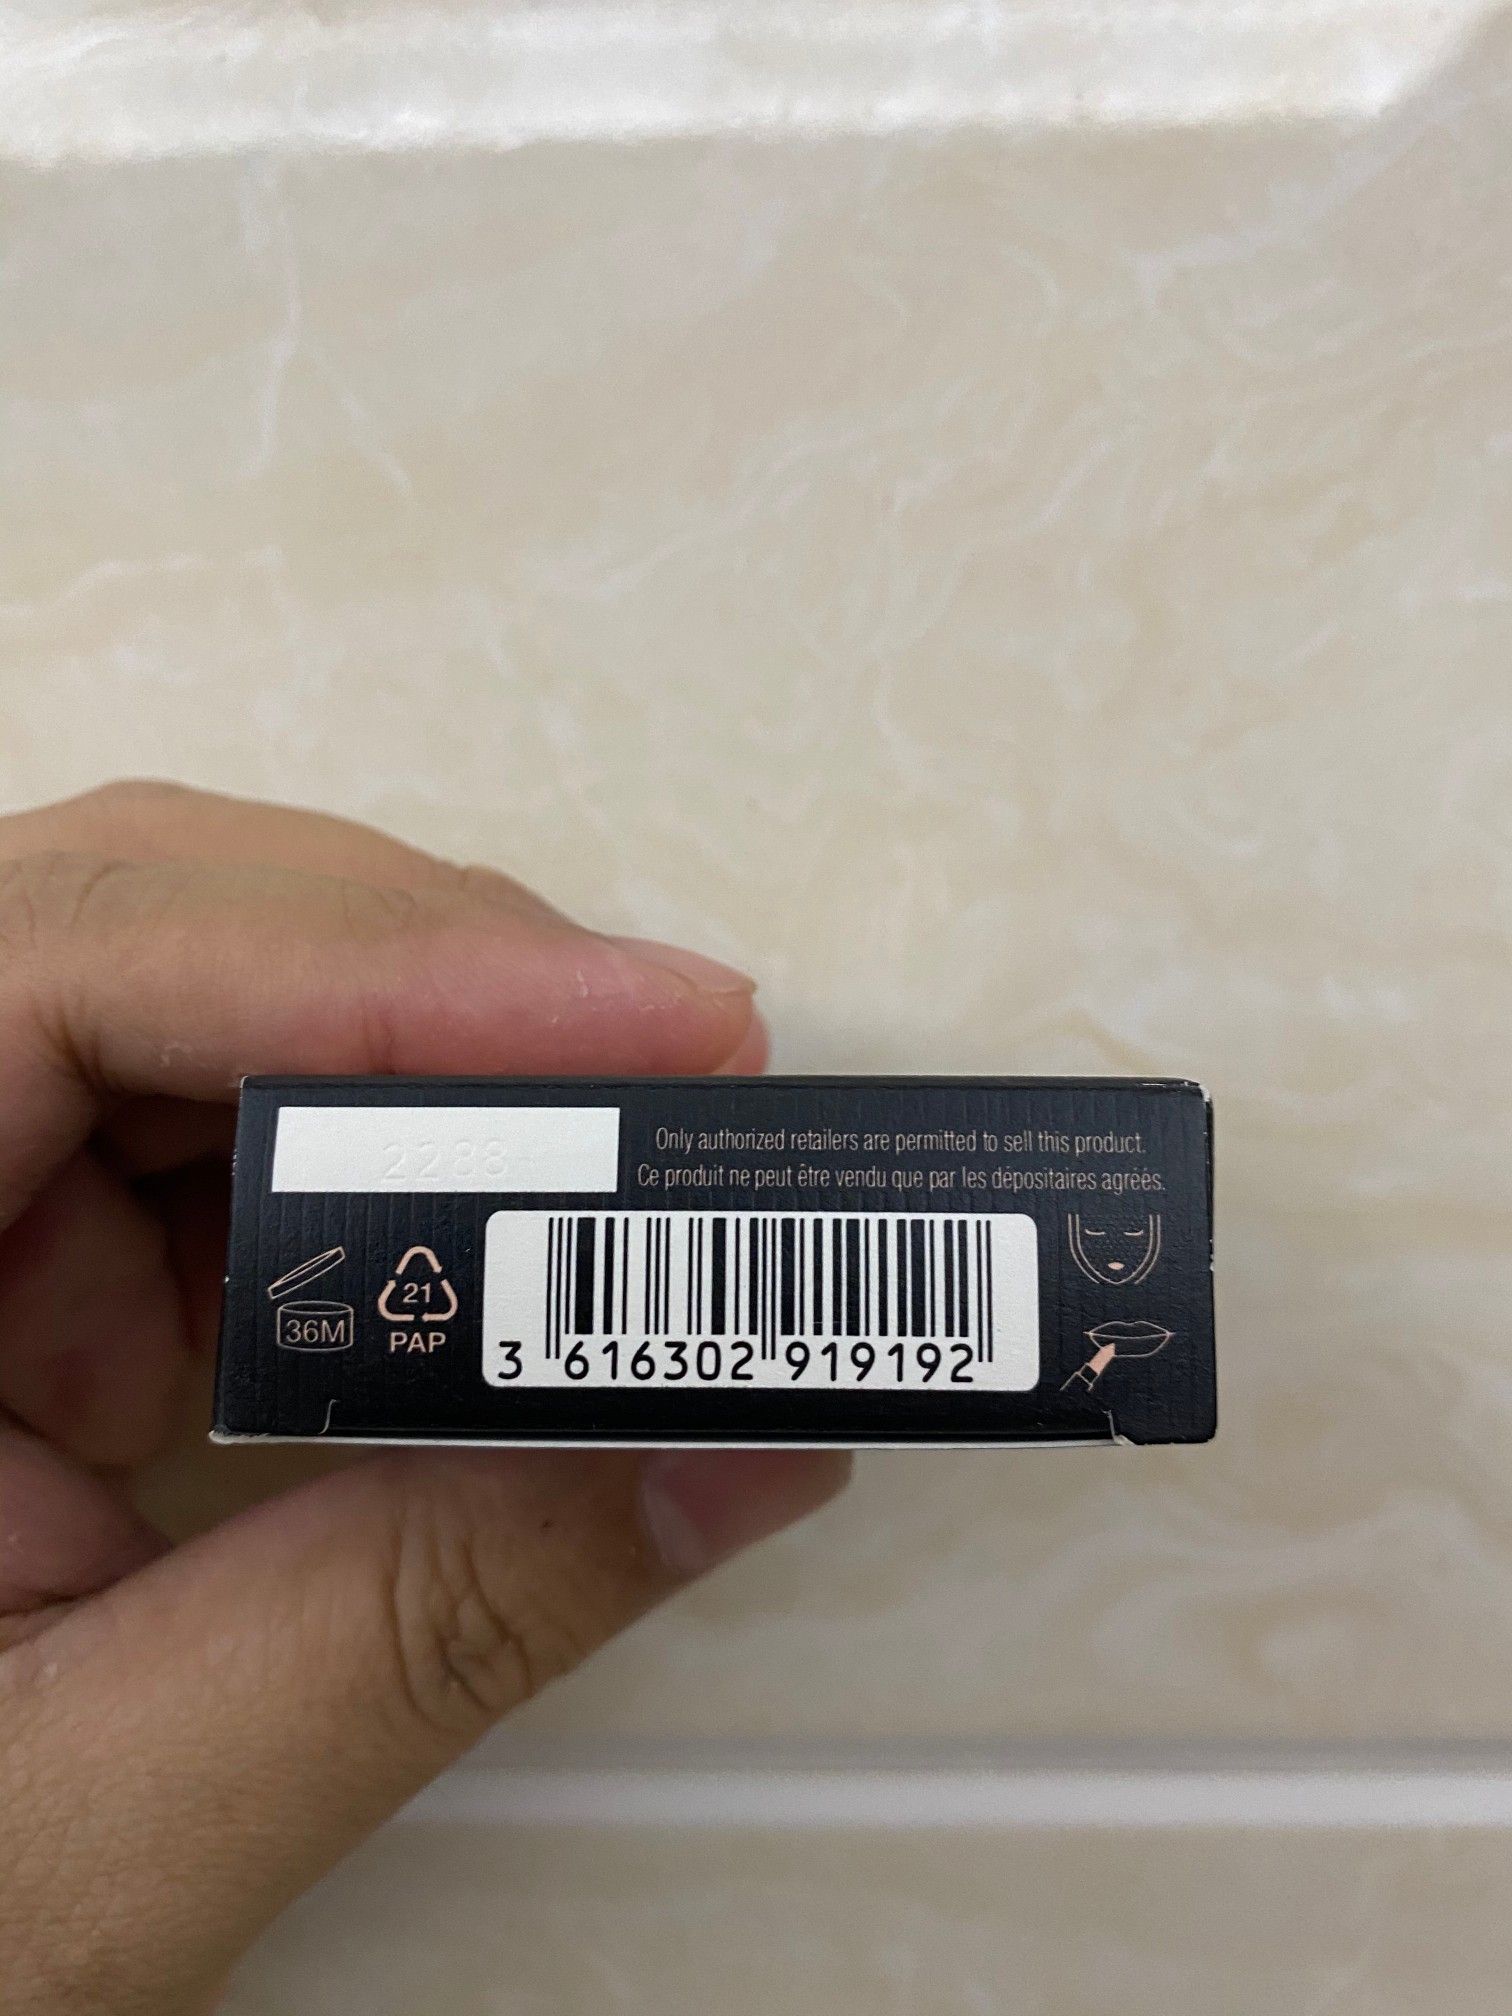 2288
Only authorized retailers are permitted to sell this product.
Ce produit ne peut être vendu que par les dépositaires agréés.
36M
21
PAP
3 616302 919192